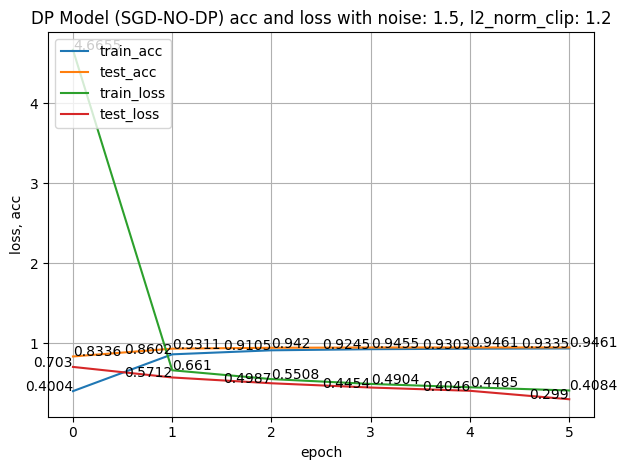 DP Model (SGD-NO-DP) acc and loss with noise: 1.5, l2_norm_clip: 1.2
4.6655
train_acc
test_acc
train_loss
test_loss
4
3
2
1
loss, acc
0.8336 0.8602 0.9311 0.9105 0.942 0.9245 0.9455 0.9303 0.9461 0.9335 0.9461
0.703 0.5712 0.661 0.4987 0.5508 0.4454 0.4904 0.4046 0.4485 0.299 0.4084
0.4004
0 1 2 3 4 5
epoch